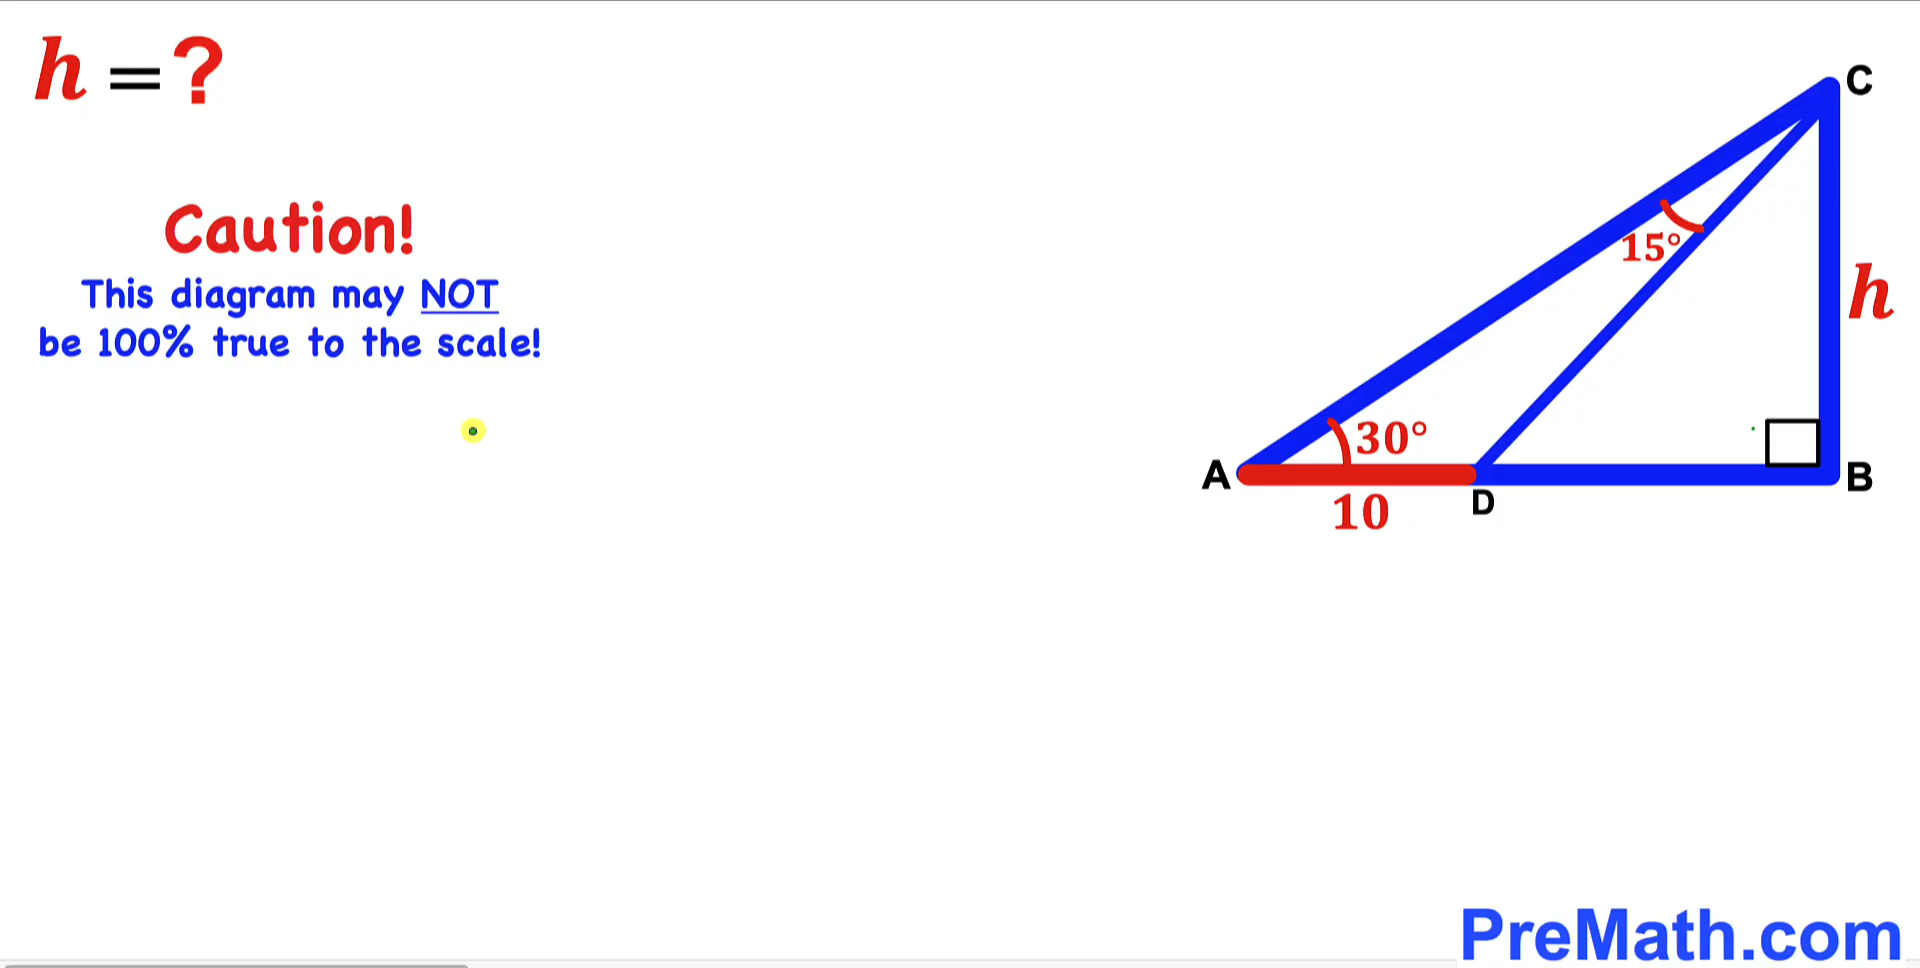 h = ?
Caution!
This diagram may NOT
be 100% true to the scale!
C
15°
h
30°
A
B
10
D
PreMath.com